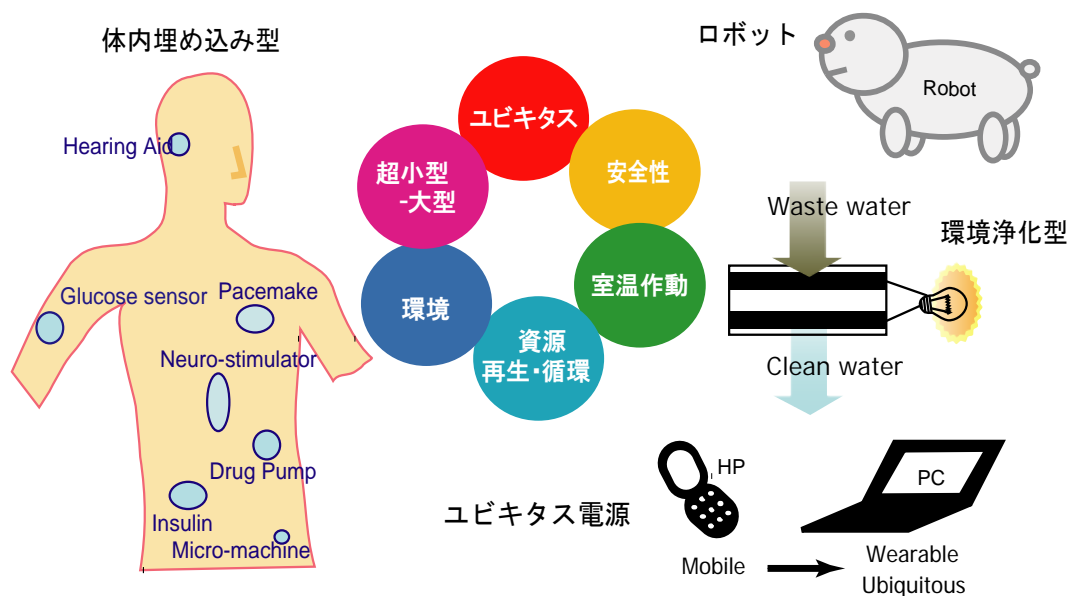 体内埋め込み型
Hearing Aid
Glucose sensor
Pacemake
Neuro-stimulator
Drug Pump
Insulin
Micro-machine
ユビキタス
安全性
室温作動
資源
再生・循環
環境
超小型
-大型
ロボット
Robot
Waste water
環境浄化型
Clean water
ユビキタス電源
HP
PC
Mobile
Wearable
Ubiquitous